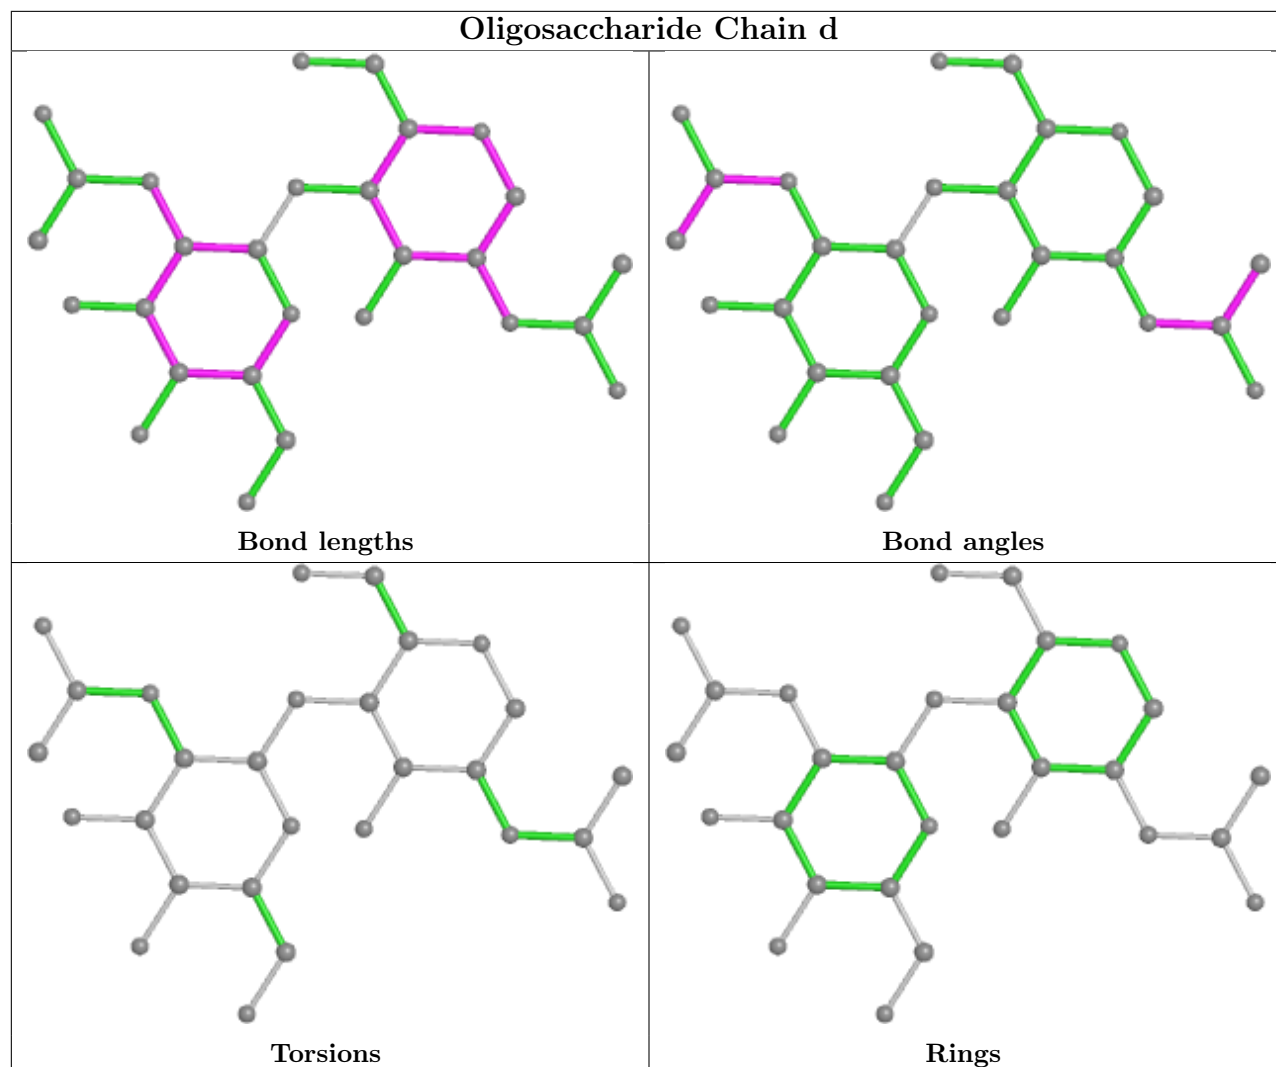 Oligosaccharide Chain d
Bond lengths
Bond angles
Torsions
Rings